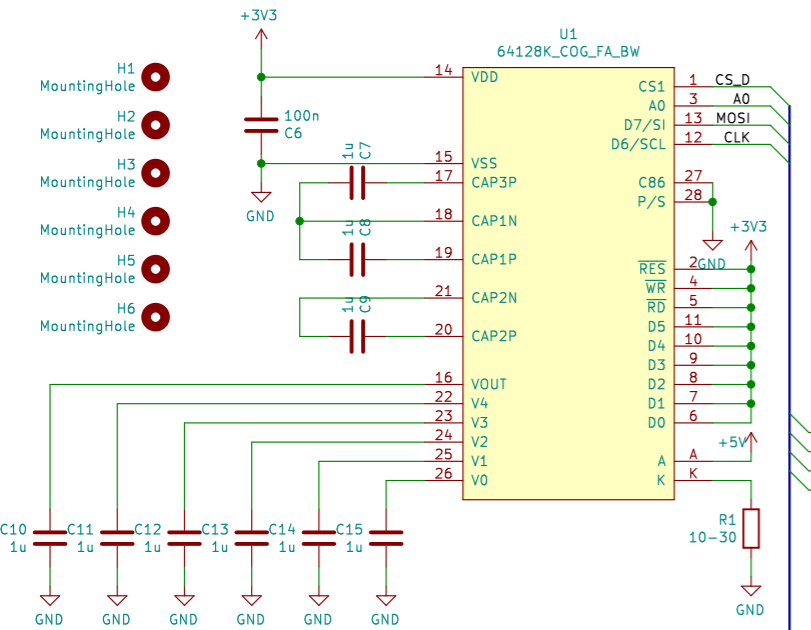 +3V3
H1
MountingHole
H2
MountingHole
H3
MountingHole
H4
MountingHole
H5
MountingHole
H6
MountingHole
100n
C6
GND
1u
C7
1u
C8
1u
C9
U1
64128K_COG_FA_BW
14 VDD
15 VSS
17 CAP3P
18 CAP1N
19 CAP1P
21 CAP2N
20 CAP2P
16 VOUT
22 V4
23 V3
24 V2
25 V1
26 V0
CS1 1 CS_D
A0 3 A0
D7/SI 13 MOSI
D6/SCL 12 CLK
C86 27
P/S 28
GND
+3V3
RES 2
WR 4
RD 5
D5 11
D4 10
D3 9
D2 8
D1 7
D0 6
+5V
A A
K K
R1
10-30
GND
C10
1u
C11
1u
C12
1u
C13
1u
C14
1u
C15
1u
GND
GND
GND
GND
GND
GND